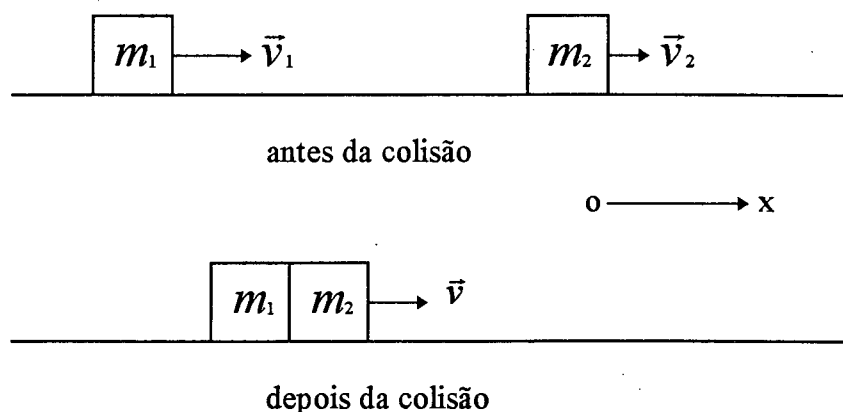 m₁ v⃗₁ m₂ v⃗₂
antes da colisão
o x
m₁ m₂ v⃗
depois da colisão